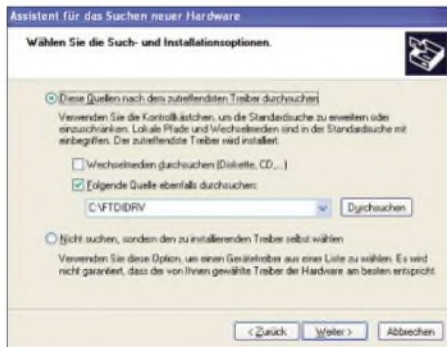 Assistent für das Suchen neuer Hardware
Wählen Sie die Such- und Installationsoptionen.
Diese Quellen nach dem zutreffendsten Treiber durchsuchen
Verwenden Sie die Kontrollkästchen, um die Standardsuche zu erweitern oder
einzuschränken. Lokale Pfade und Wechselmedien sind in der Standardsuche mit
einbegriffen. Der zutreffendste Treiber wird installiert.
Wechselmedien durchsuchen (Diskette, CD,...)
Folgende Quelle ebenfalls durchsuchen:
C:\FTDIDRV
Durchsuchen
Nicht suchen, sondern den zu installierenden Treiber selbst wählen
Verwenden Sie diese Option, um einen Gerätetreiber aus einer Liste zu wählen. Es wird
nicht garantiert, dass der von Ihnen gewählte Treiber der Hardware am besten entspricht.
< Zurück
Weiter >
Abbrechen